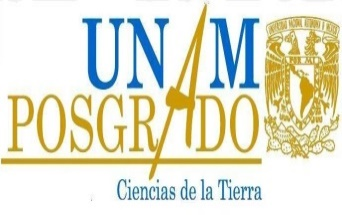 UNAM
POSGRADO
Ciencias de la Tierra